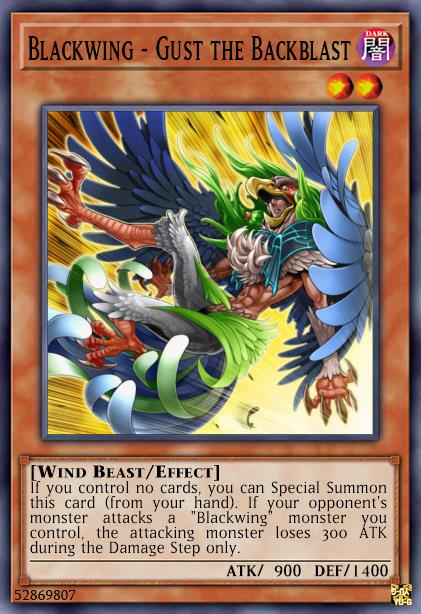 BLACKWING - GUST THE BACKBLAST
DARK
闇
[WIND BEAST/EFFECT]
If you control no cards, you can Special Summon
this card (from your hand). If your opponent's
monster attacks a "Blackwing" monster you
control, the attacking monster loses 300 ATK
during the Damage Step only.
ATK/ 900 DEF/1400
52869807